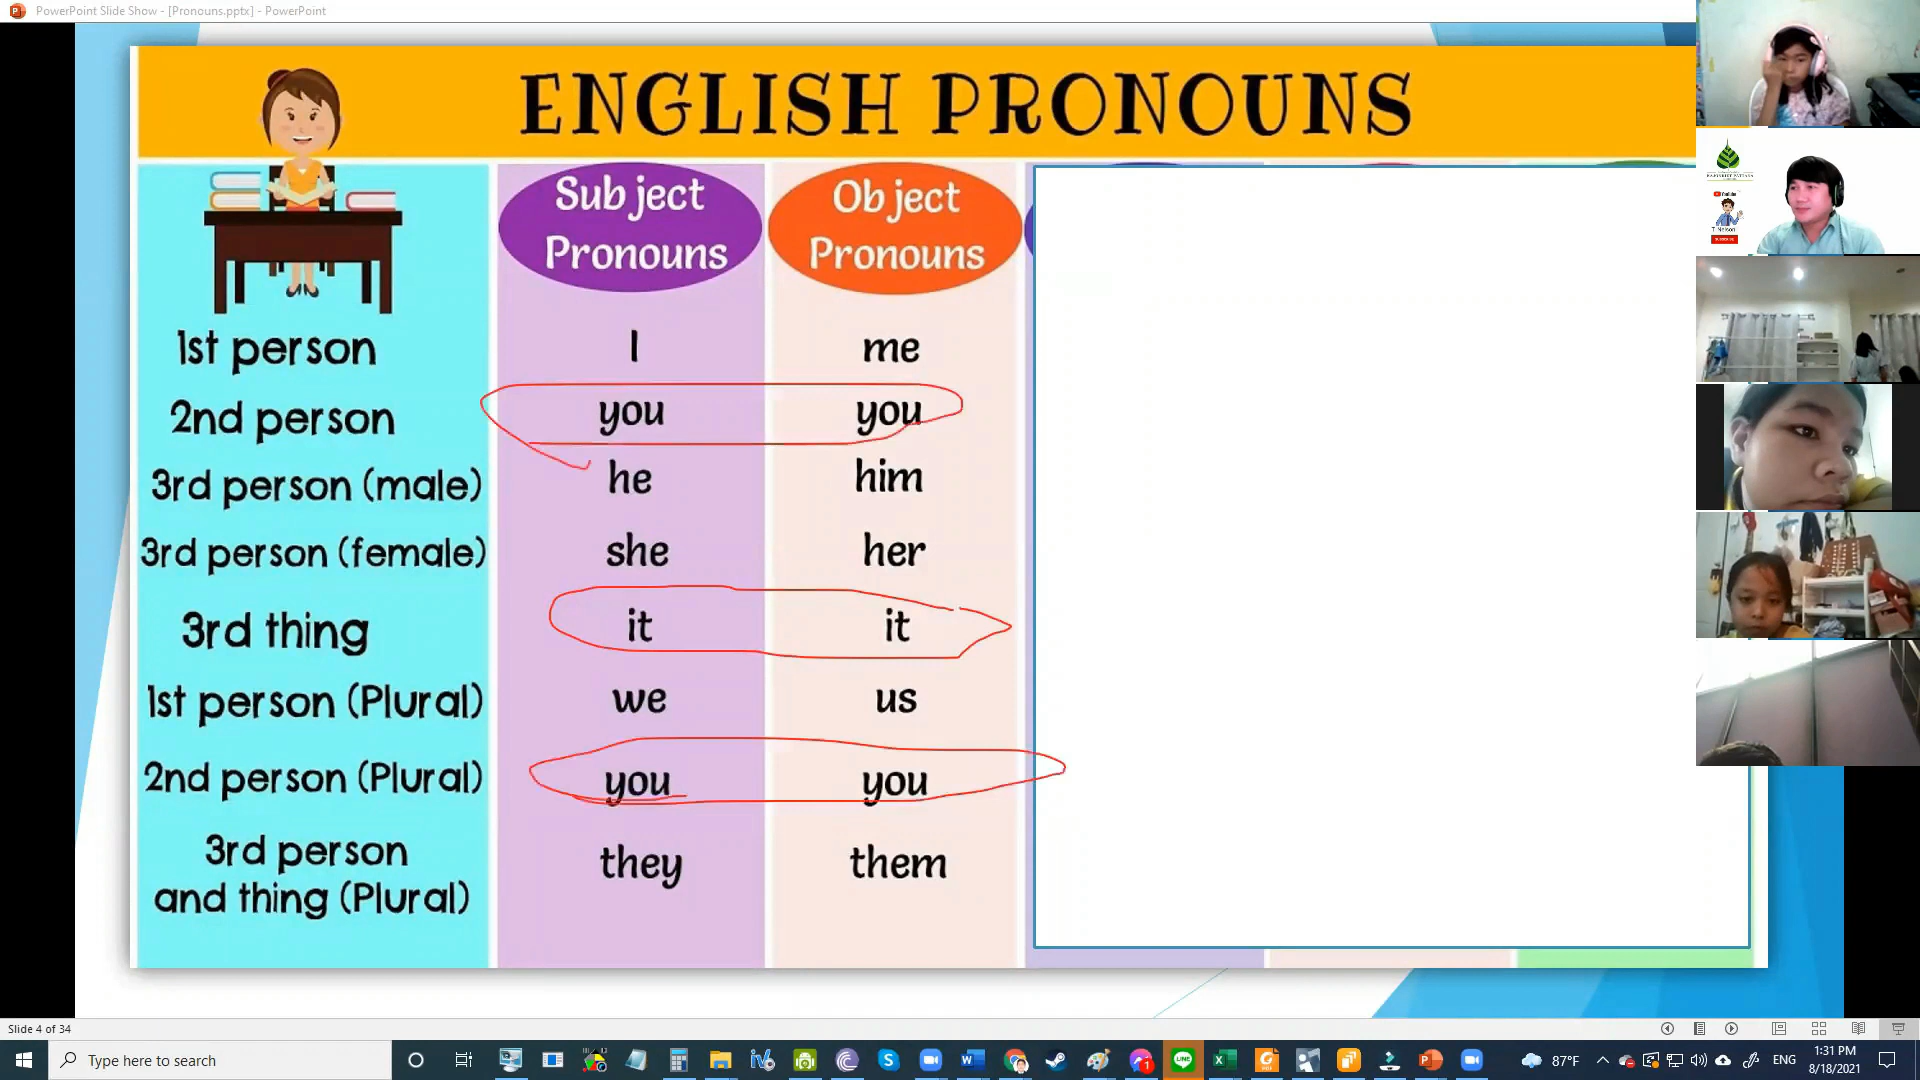 PowerPoint Slide Show - [Pronouns.pptx] - PowerPoint
ENGLISH PRONOUNS
Subject
Pronouns
Object
Pronouns
1st person I me
2nd person you you
3rd person (male) he him
3rd person (female) she her
3rd thing it it
1st person (Plural) we us
2nd person (Plural) you you
3rd person
and thing (Plural) they them
YouTube
T. Nelson
SUBSCRIBE
Slide 4 of 34
Type here to search
87°F
ENG
1:31 PM
8/18/2021